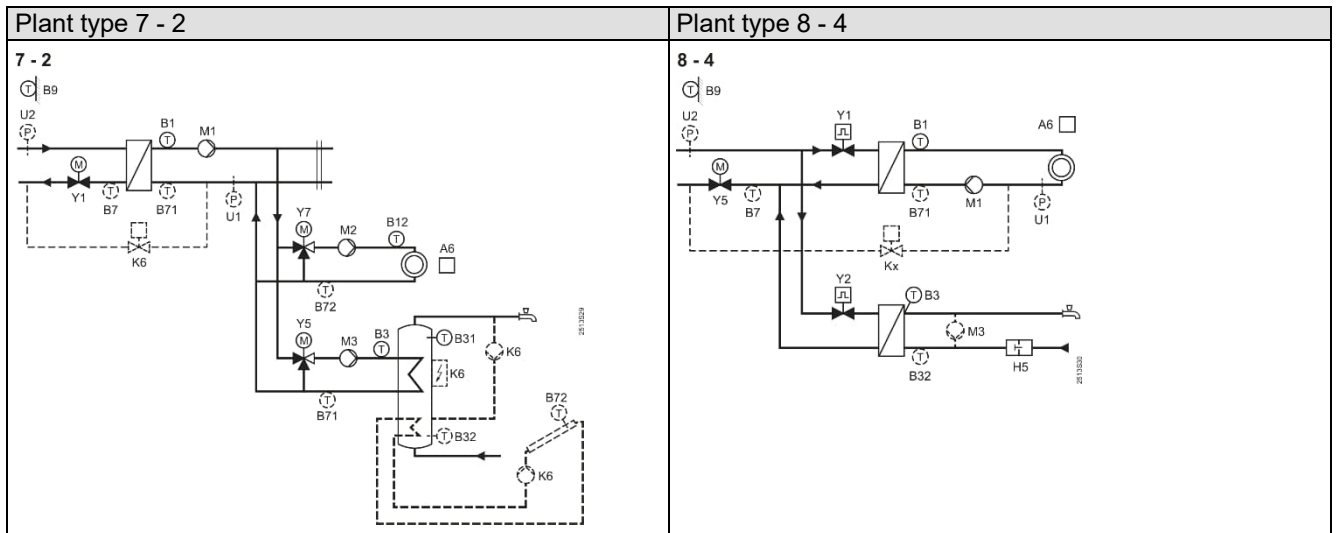 Plant type 7 - 2
7 - 2
T B9
U2
P
B1
T
M1
M
Y1
T
B7
T
B71
P
U1
K6
Y7
M
M2
B12
T
A6
T
B72
Y5
M
M3
B3
T
T B31
K6
K6
T
B71
B72
T
T B32
K6
2513S29
Plant type 8 - 4
8 - 4
T B9
U2
P
Y1
B1
T
A6
M
Y5
T
B7
T
B71
M1
P
U1
Kx
Y2
T B3
M3
T
B32
H5
2513S30